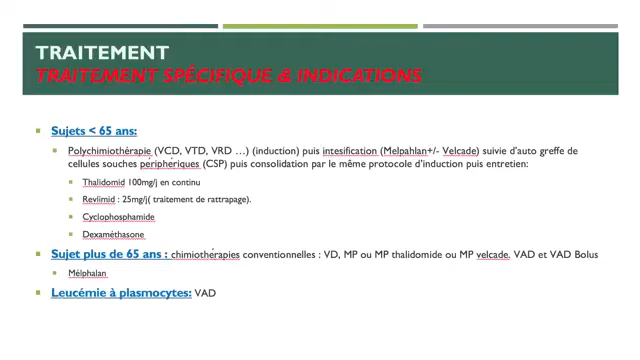 TRAITEMENT
TRAITEMENT SPÉCIFIQUE & INDICATIONS
Sujets < 65 ans:
Polychimiothérapie (VCD, VTD, VRD …) (induction) puis intesification (Melpahlan+/- Velcade) suivie d'auto greffe de
cellules souches périphériques (CSP) puis consolidation par le même protocole d'induction puis entretien:
Thalidomid 100mg/j en continu
Revlimid : 25mg/j( traitement de rattrapage).
Cyclophosphamide
Dexaméthasone
Sujet plus de 65 ans : chimiothérapies conventionnelles : VD, MP ou MP thalidomide ou MP velcade. VAD et VAD Bolus
Mélphalan
Leucémie à plasmocytes: VAD